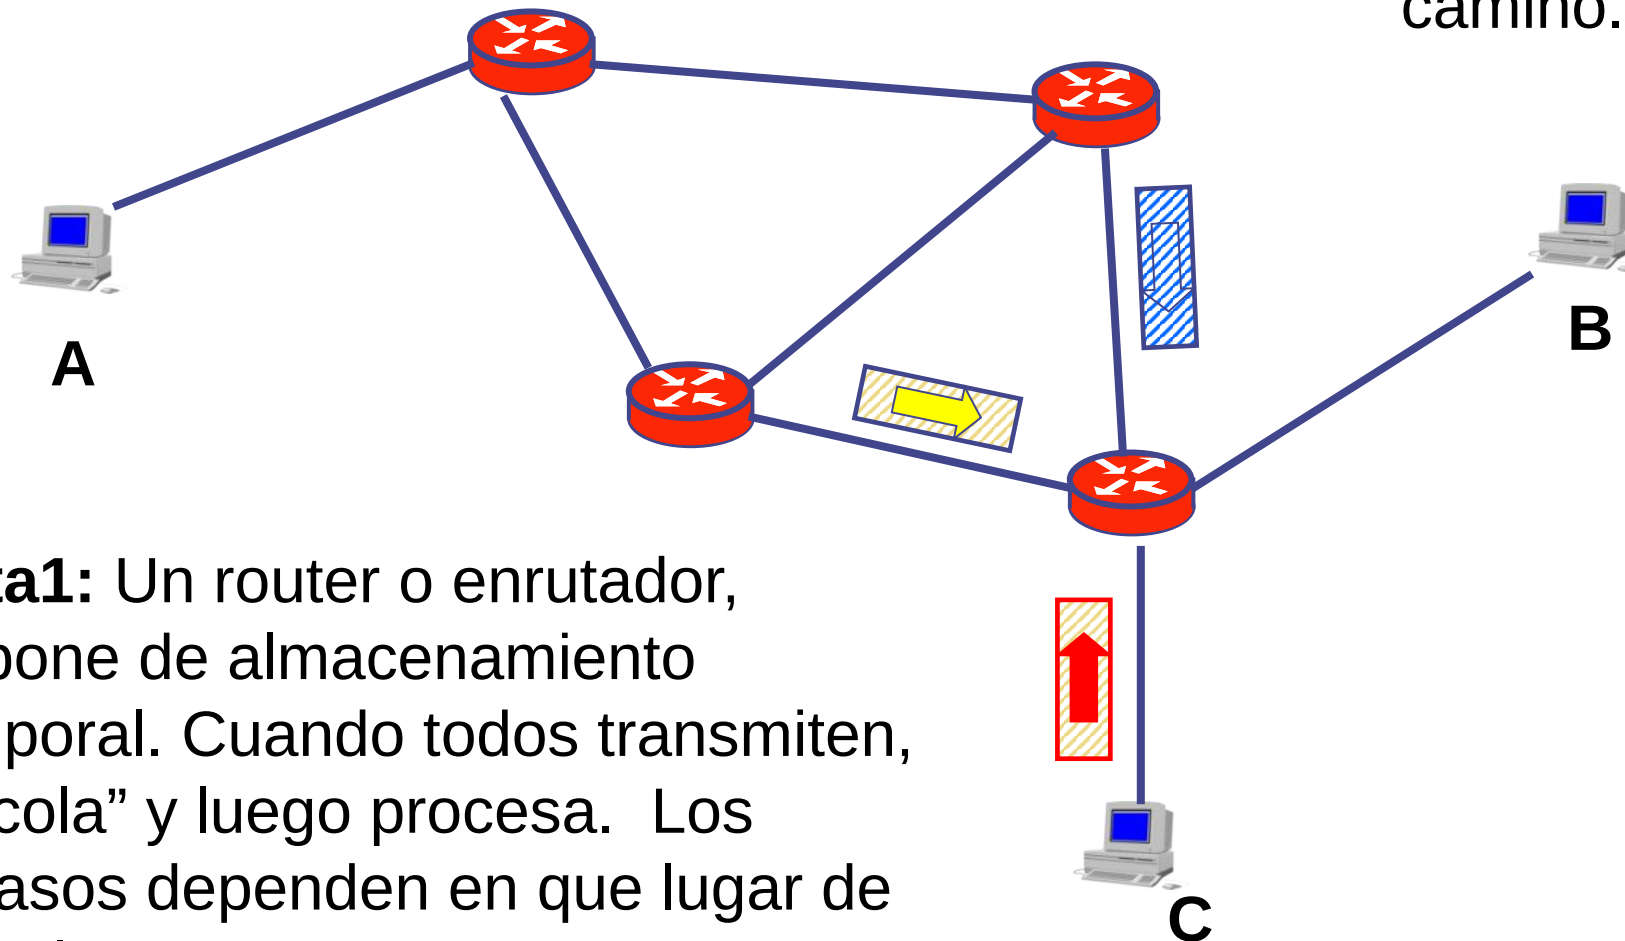 camino.
A
B
ta1: Un router o enrutador,
pone de almacenamiento
poral. Cuando todos transmiten,
cola” y luego procesa.  Los
asos dependen en que lugar de
C